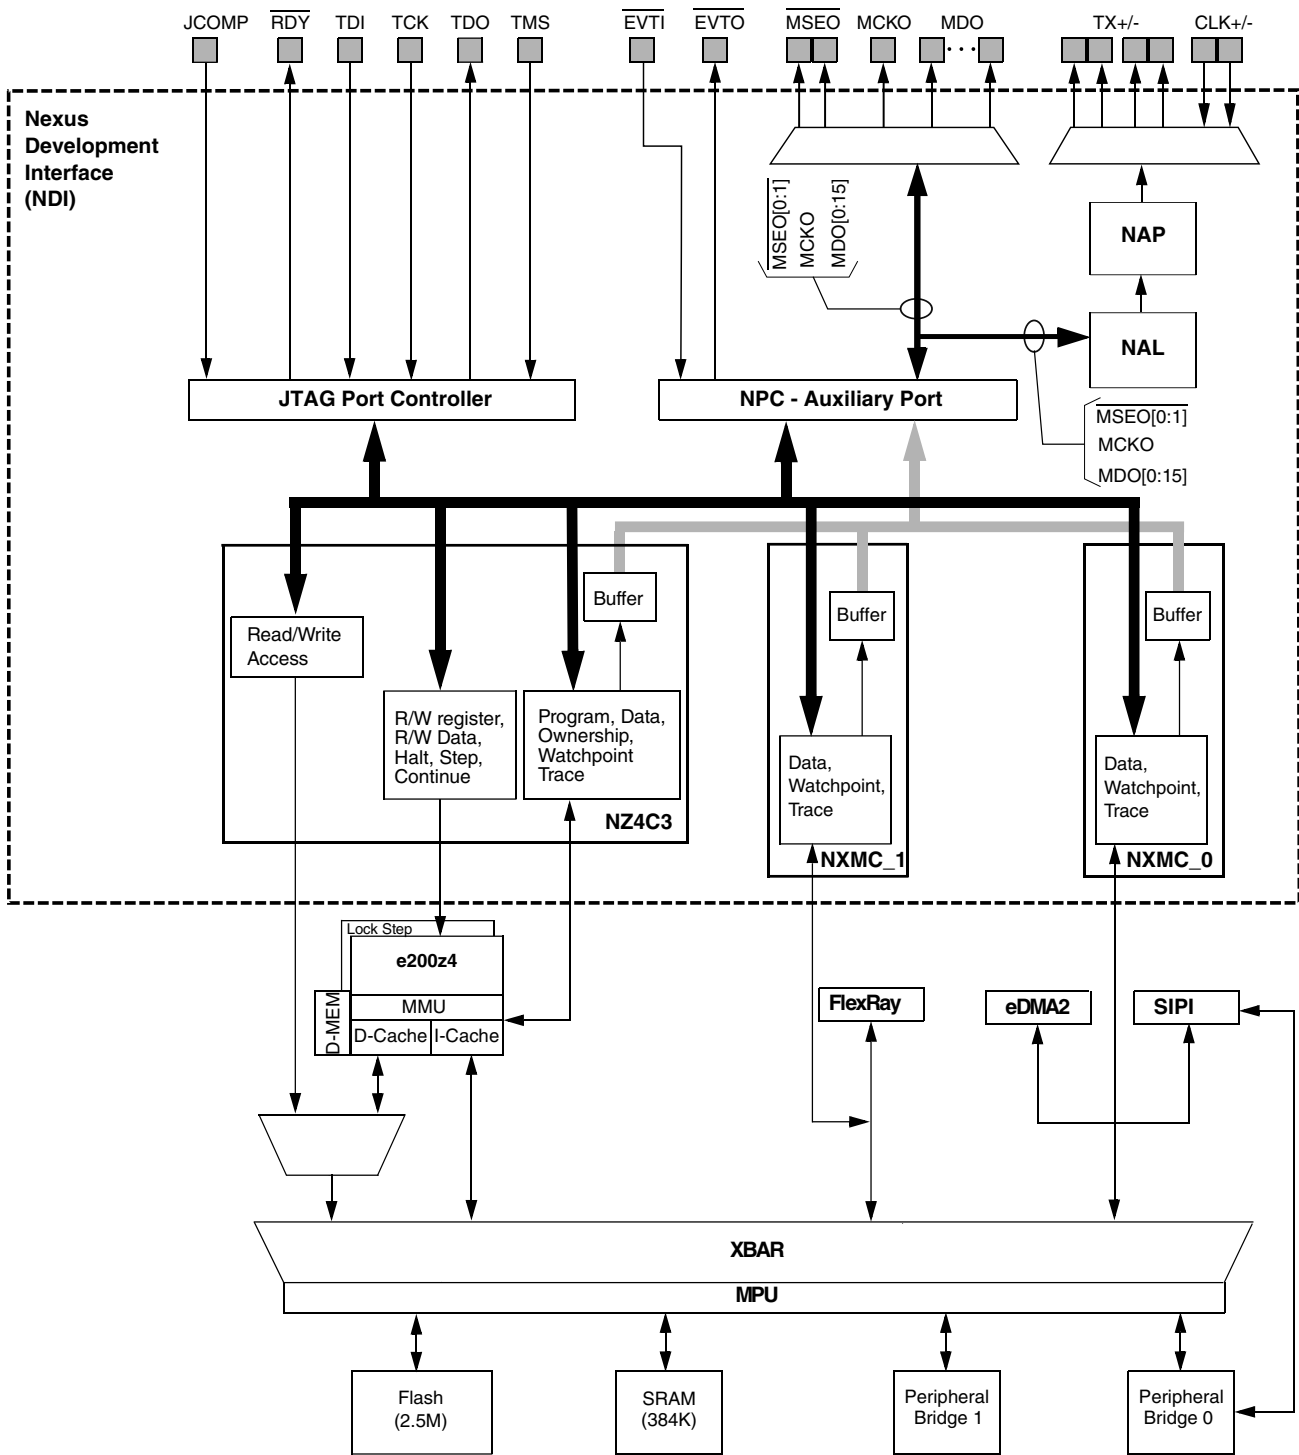 JCOMP RDY TDI TCK TDO TMS EVTI EVTO MSEO MCKO MDO TX+/- CLK+/-
Nexus
Development
Interface
(NDI)
MSEO[0:1]
MCKO
MDO[0:15]
NAP
NAL
JTAG Port Controller
NPC - Auxiliary Port
MSEO[0:1]
MCKO
MDO[0:15]
Buffer
Read/Write
Access
R/W register,
R/W Data,
Halt, Step,
Continue
Program, Data,
Ownership,
Watchpoint
Trace
NZ4C3
Buffer
Data,
Watchpoint,
Trace
NXMC_1
Buffer
Data,
Watchpoint,
Trace
NXMC_0
Lock Step
e200z4
MMU
D-MEM
D-Cache
I-Cache
FlexRay
eDMA2
SIPI
XBAR
MPU
Flash
(2.5M)
SRAM
(384K)
Peripheral
Bridge 1
Peripheral
Bridge 0